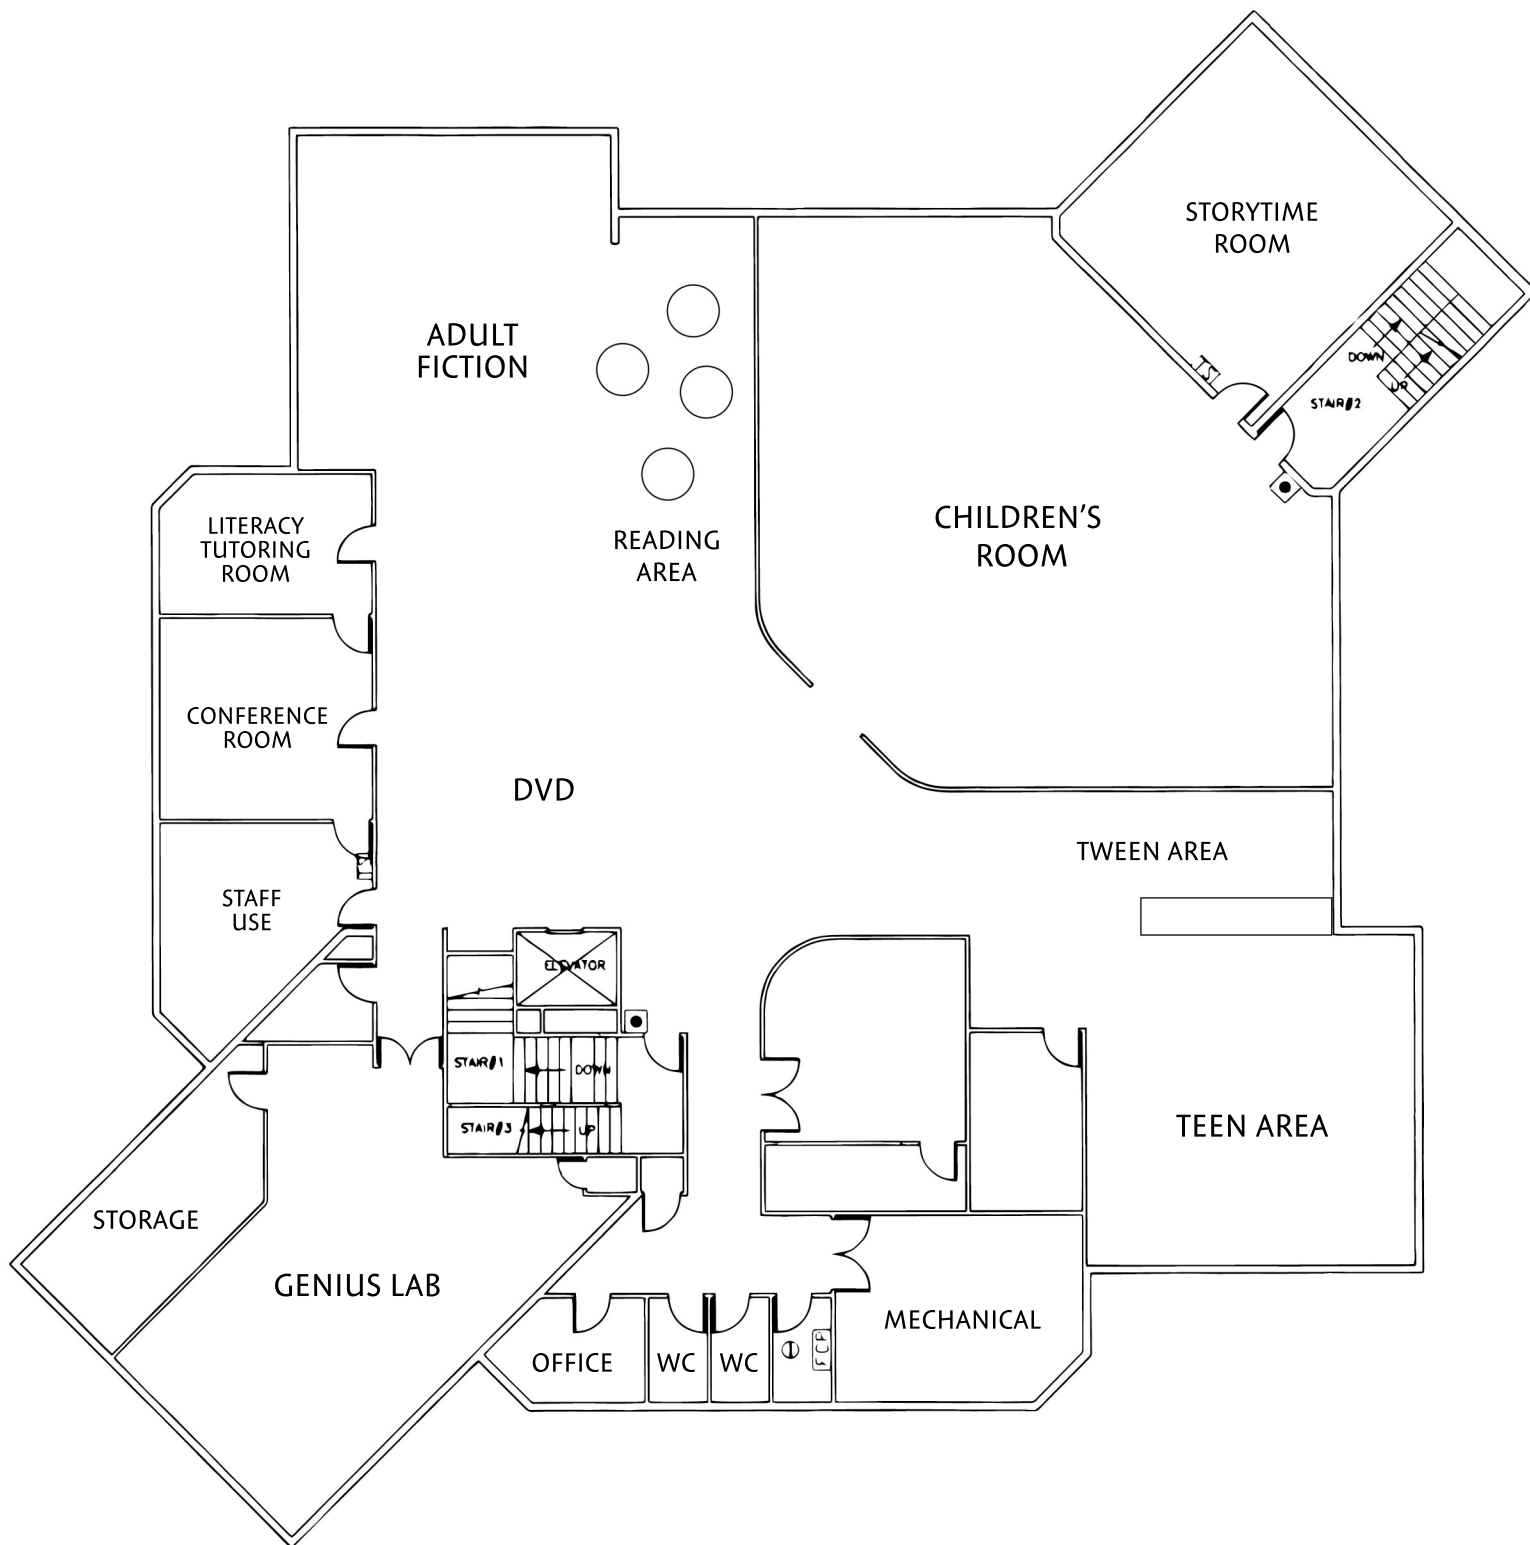 STORYTIME
ROOM
ADULT
FICTION
DOWN
UP
STAIR#2
LITERACY
TUTORING
ROOM
READING
AREA
CHILDREN'S
ROOM
CONFERENCE
ROOM
DVD
TWEEN AREA
STAFF
USE
ELEVATOR
STAIR#1
DOWN
STAIR#3
UP
TEEN AREA
STORAGE
GENIUS LAB
MECHANICAL
OFFICE
WC
WC
FCP